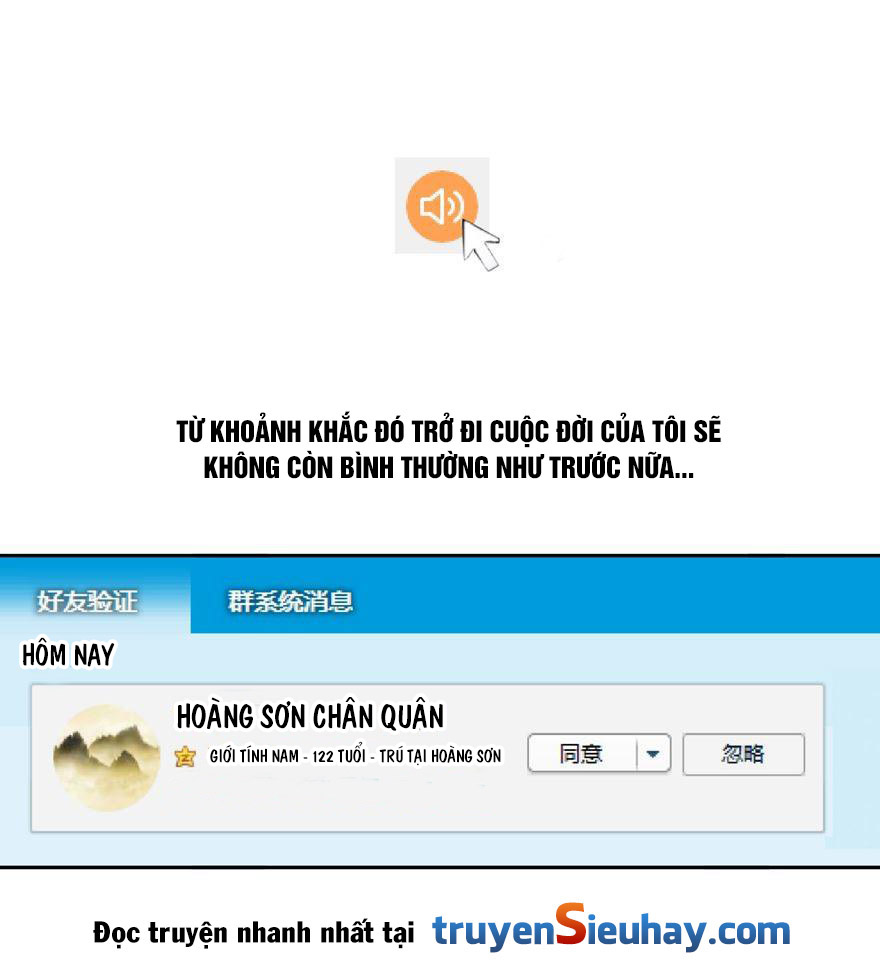 TỪ KHOẢNH KHẮC ĐÓ TRỞ ĐI CUỘC ĐỜI CỦA TÔI SẼ
KHÔNG CÒN BÌNH THƯỜNG NHƯ TRƯỚC NỮA...
好友验证 群系统消息
HÔM NAY
HOÀNG SƠN CHÂN QUÂN
GIỚI TÍNH NAM - 122 TUỔI - TRÚ TẠI HOÀNG SƠN
同意 忽略
Đọc truyện nhanh nhất tại truyenSieuhay.com